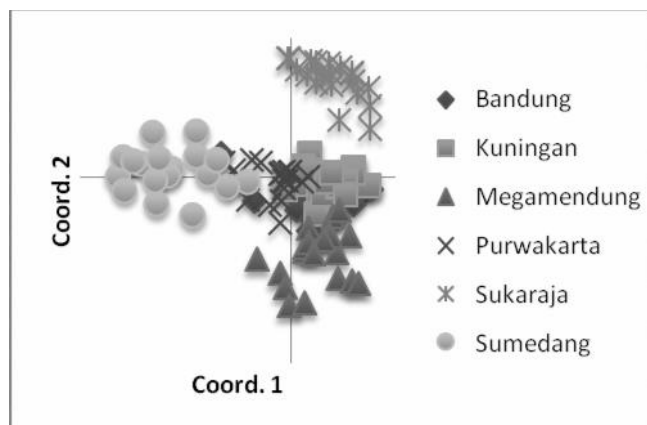 Coord. 2
Coord. 1
Bandung
Kuningan
Megamendung
Purwakarta
Sukaraja
Sumedang